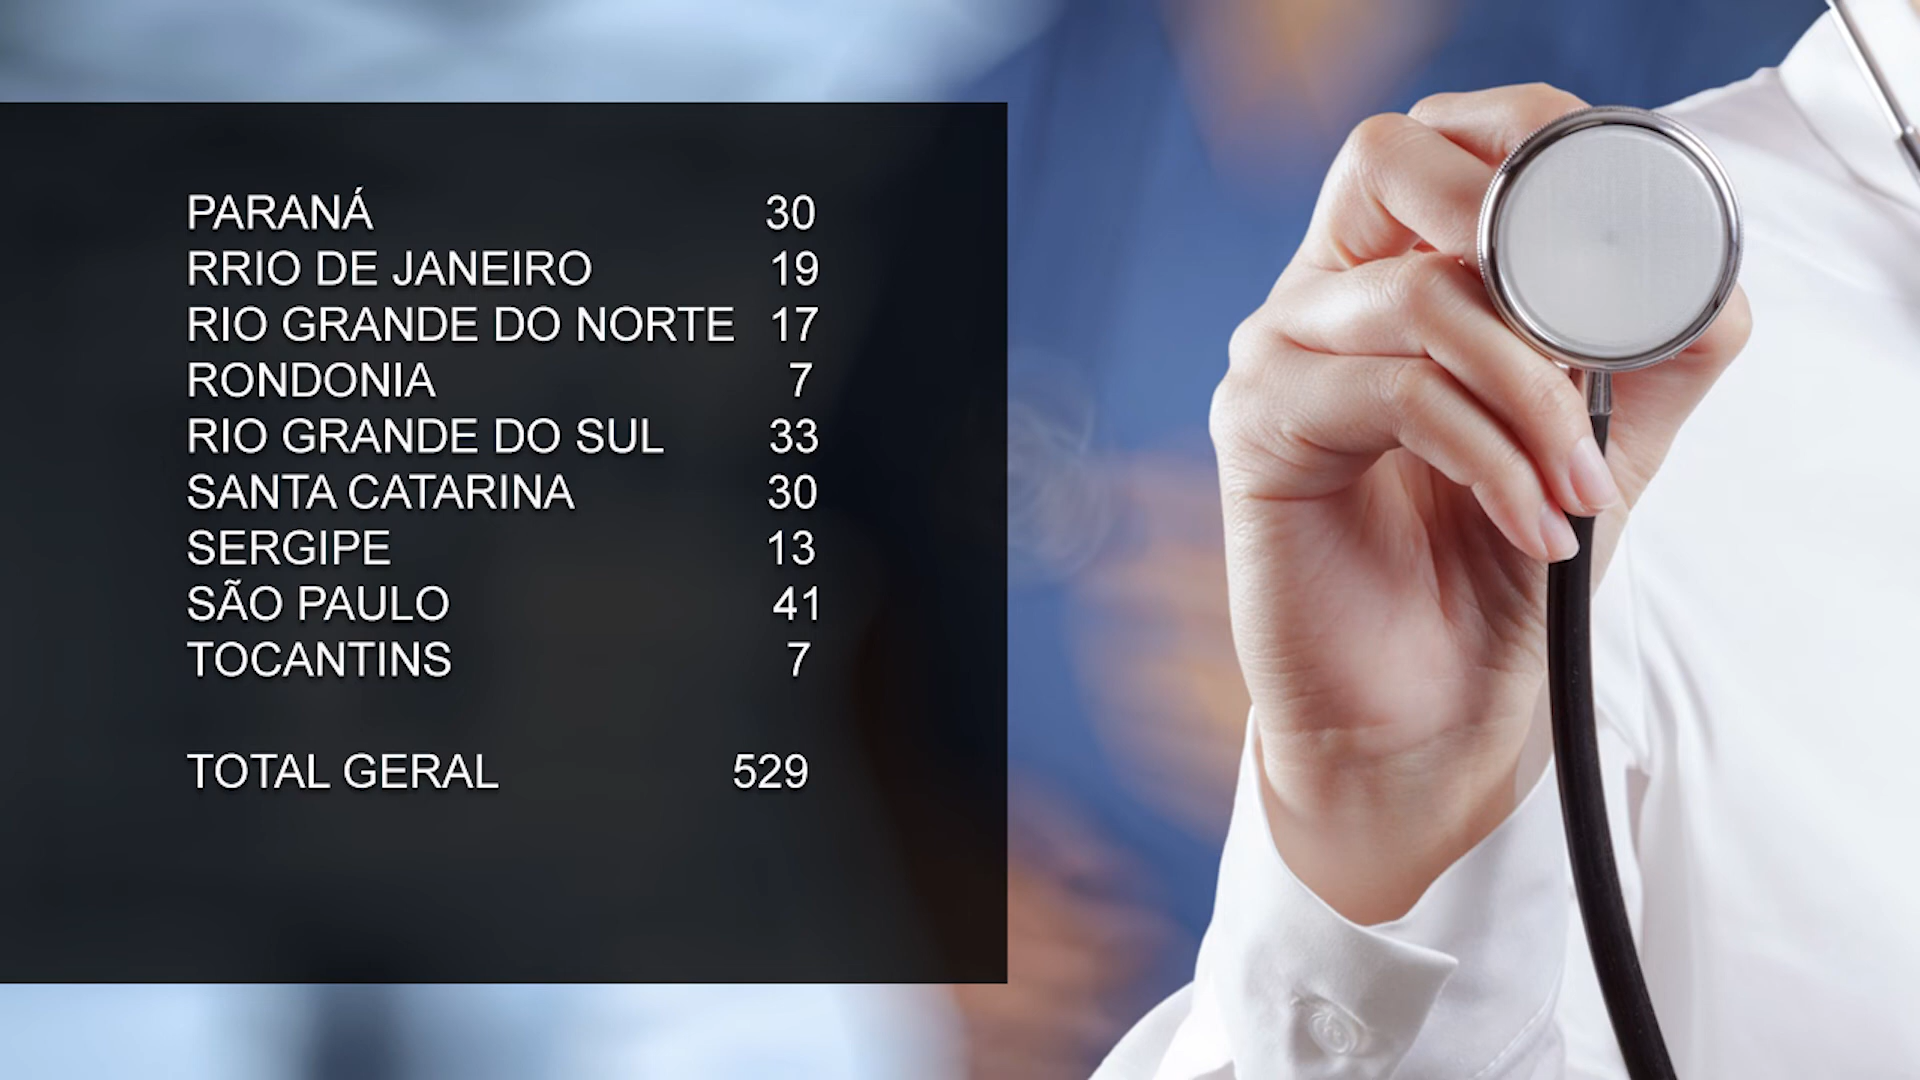 PARANÁ 30
RRIO DE JANEIRO 19
RIO GRANDE DO NORTE 17
RONDONIA 7
RIO GRANDE DO SUL 33
SANTA CATARINA 30
SERGIPE 13
SÃO PAULO 41
TOCANTINS 7
TOTAL GERAL 529